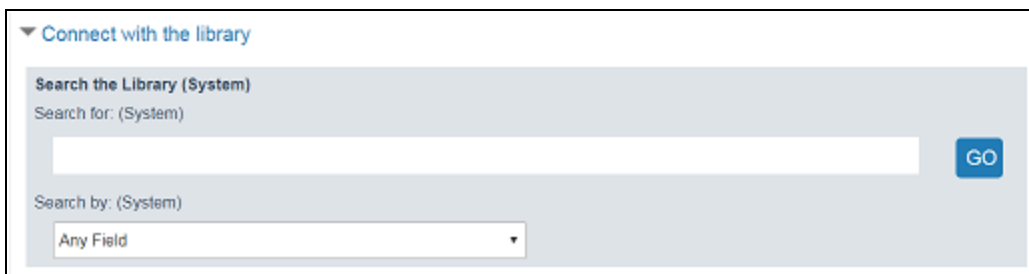 Connect with the library
Search the Library (System)
Search for: (System)
GO
Search by: (System)
Any Field